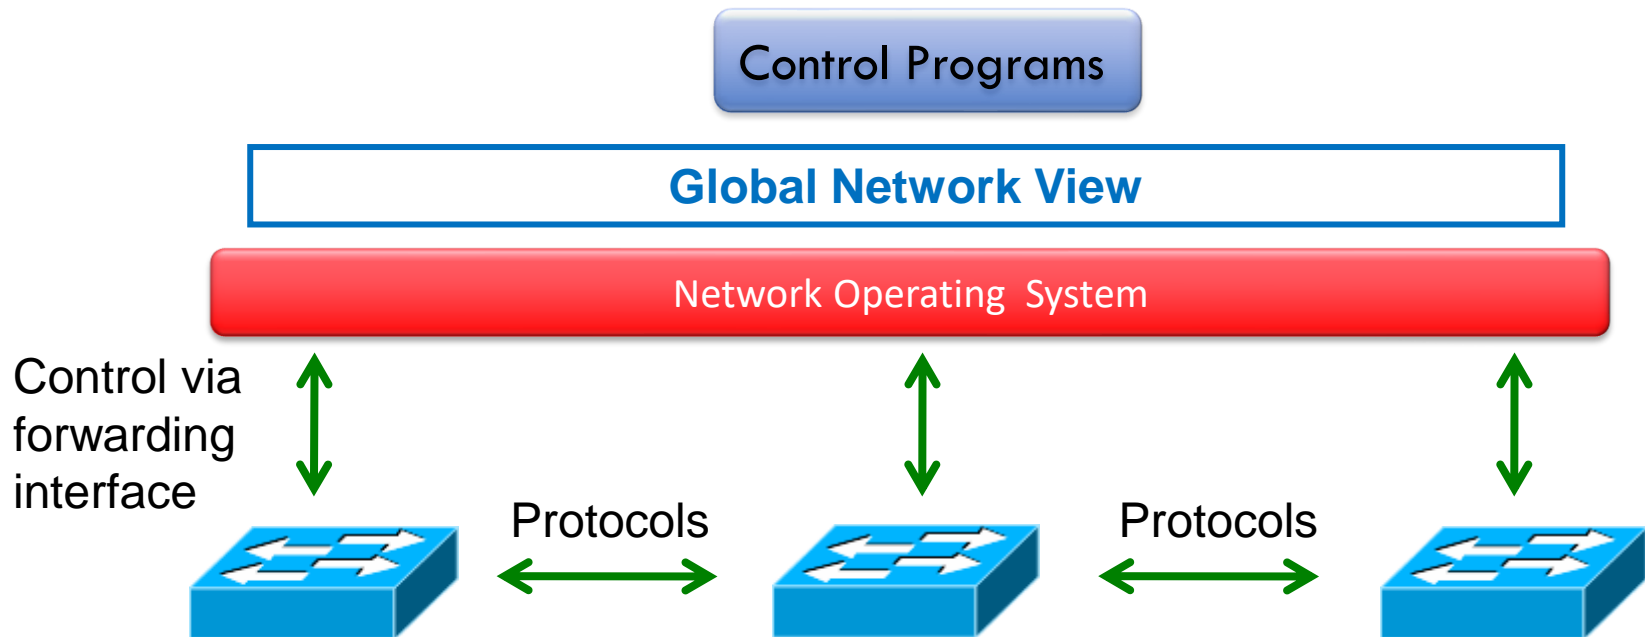 Control Programs
Global Network View
Network Operating  System
Control via
forwarding
interface
Protocols
Protocols